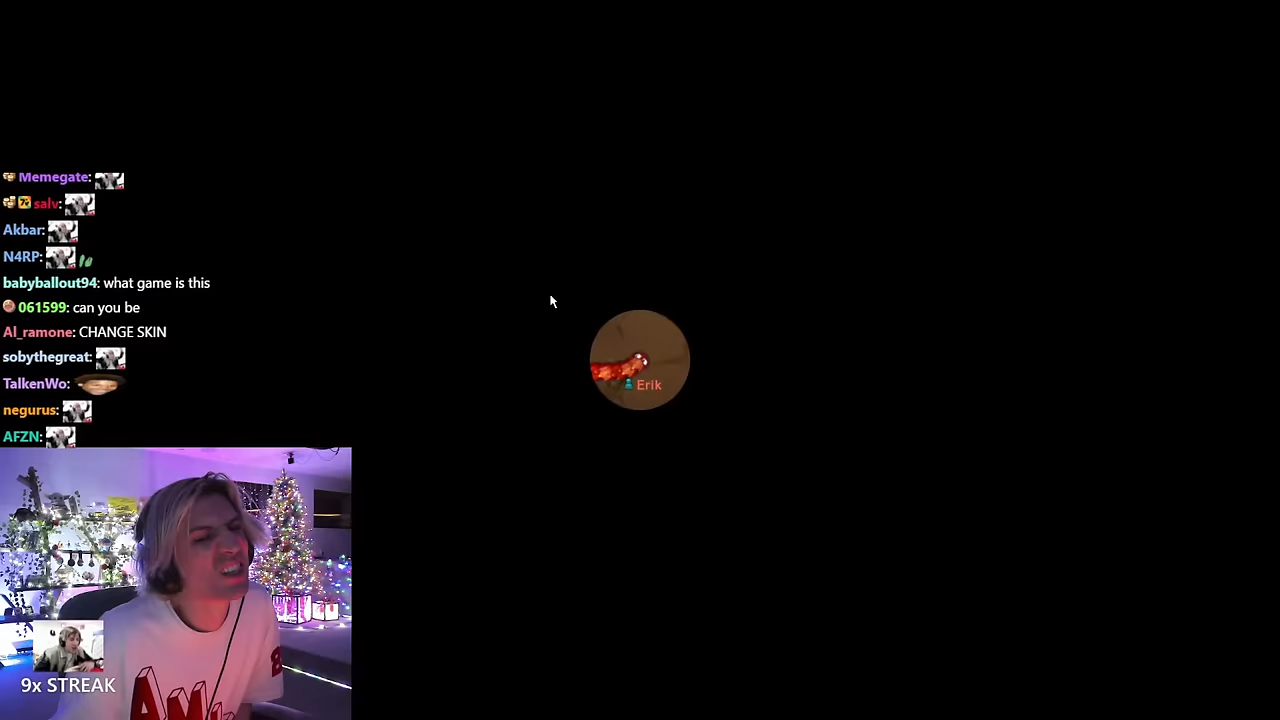 Memegate:
salv:
Akbar:
N4RP:
babyballout94: what game is this
061599: can you be
Al_ramone: CHANGE SKIN
sobythegreat:
TalkenWo:
negurus:
AFZN:
Erik
9x STREAK